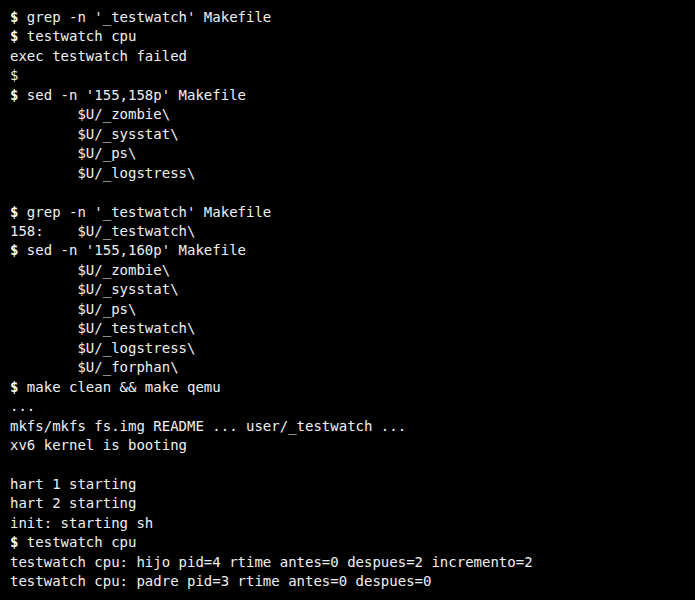 $ grep -n '_testwatch' Makefile
$ testwatch cpu
exec testwatch failed
$
$ sed -n '155,158p' Makefile
        $U/_zombie\
        $U/_sysstat\
        $U/_ps\
        $U/_logstress\

$ grep -n '_testwatch' Makefile
158:    $U/_testwatch\
$ sed -n '155,160p' Makefile
        $U/_zombie\
        $U/_sysstat\
        $U/_ps\
        $U/_testwatch\
        $U/_logstress\
        $U/_forphan\
$ make clean && make qemu
...
mkfs/mkfs fs.img README ... user/_testwatch ...
xv6 kernel is booting

hart 1 starting
hart 2 starting
init: starting sh
$ testwatch cpu
testwatch cpu: hijo pid=4 rtime antes=0 despues=2 incremento=2
testwatch cpu: padre pid=3 rtime antes=0 despues=0